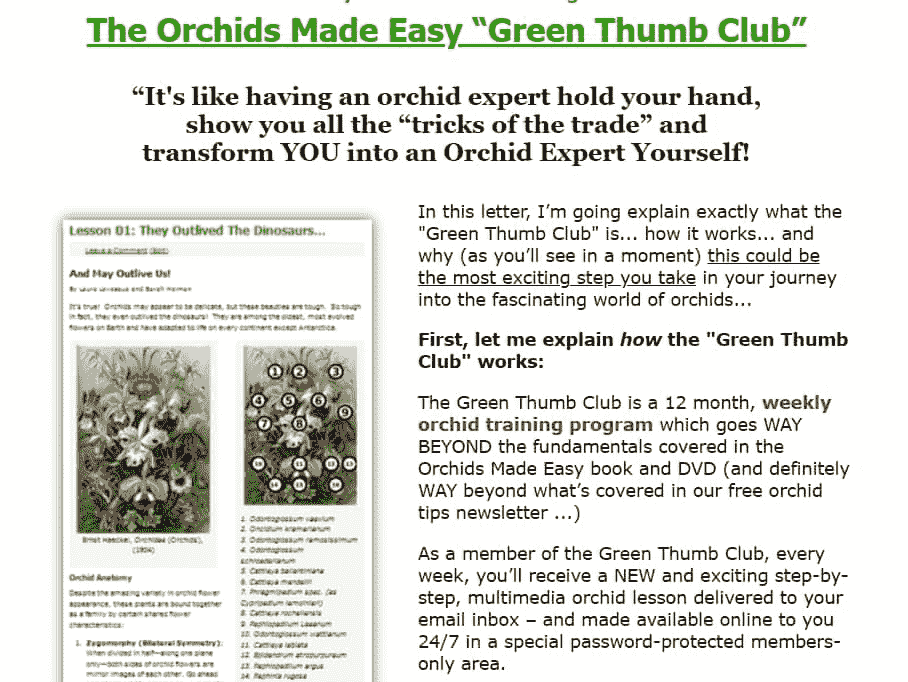 The Orchids Made Easy “Green Thumb Club”
“It's like having an orchid expert hold your hand,
show you all the “tricks of the trade” and
transform YOU into an Orchid Expert Yourself!
Lesson 01: They Outlived The Dinosaurs...
Leave a Comment (Edit)
And May Outlive Us!
By Laura and Sarah
It's true! Orchids may appear to be delicate, but these beauties are tough. So tough
in fact, they even outlived the dinosaurs! They are among the oldest, most evolved
flowers on Earth and have adapted to life on every continent except Antarctica.
1 2 3
4 5 6
9
7 8
10 11 12 13
14 15 16
Ernst Haeckel, Orchidae (Orchids),
(1904)
1. Odontoglossum
2. Oncidium kramerianum
3. Odontoglossum ramosissimum
4. Odontoglossum
5. Cattleya
6. Cattleya mendelii
7. spec. (as
Cypripedium
8. Cattleya
9. Paphiopedilum
10. Odontoglossum
11. Cattleya labiata
12. Epidendrum atropurpureum
13. Paphiopedilum argus
14. rugosa
Orchid Anatomy
Despite the amazing variety in orchid flower
appearance, these plants are bound together
as a family by certain shared flower
characteristics:
1. Zygomorphy (Bilateral Symmetry).
When divided in half—along one plane
only—both sides of orchids flowers are
mirror images of each other. Go ahead
In this letter, I’m going explain exactly what the
"Green Thumb Club" is... how it works... and
why (as you’ll see in a moment) this could be
the most exciting step you take in your journey
into the fascinating world of orchids...
First, let me explain how the "Green Thumb
Club" works:
The Green Thumb Club is a 12 month, weekly
orchid training program which goes WAY
BEYOND the fundamentals covered in the
Orchids Made Easy book and DVD (and definitely
WAY beyond what’s covered in our free orchid
tips newsletter ...)
As a member of the Green Thumb Club, every
week, you’ll receive a NEW and exciting step-by-
step, multimedia orchid lesson delivered to your
email inbox – and made available online to you
24/7 in a special password-protected members-
only area.